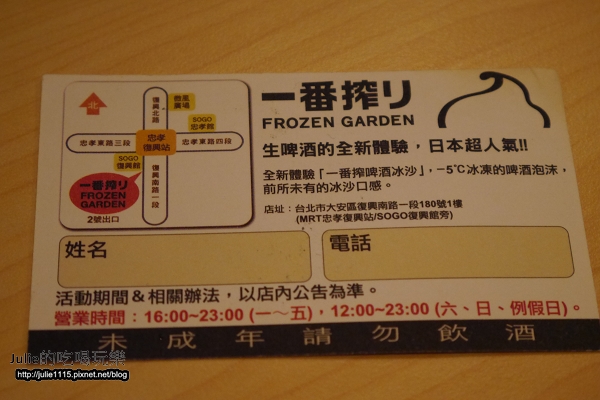 一番搾り
FROZEN GARDEN
生啤酒的全新體驗，日本超人氣!!
全新體驗「一番搾啤酒冰沙」，-5℃冰凍的啤酒泡沫，
前所未有的冰沙口感。
店址：台北市大安區復興南路一段180號1樓
(MRT忠孝復興站/SOGO復興館旁)
北
復興北路
微風廣場
SOGO
忠孝館
忠孝東路三段
忠孝
復興站
忠孝東路四段
SOGO
復興館
一番搾り
FROZEN
GARDEN
2號出口
復興南路一段
姓名
電話
活動期間&相關辦法，以店內公告為準。
營業時間：16:00~23:00 (一～五)，12:00~23:00 (六、日、例假日)。
未成年請勿飲酒
Julie的吃喝玩樂
http://julie1115.pixnet.net/blog